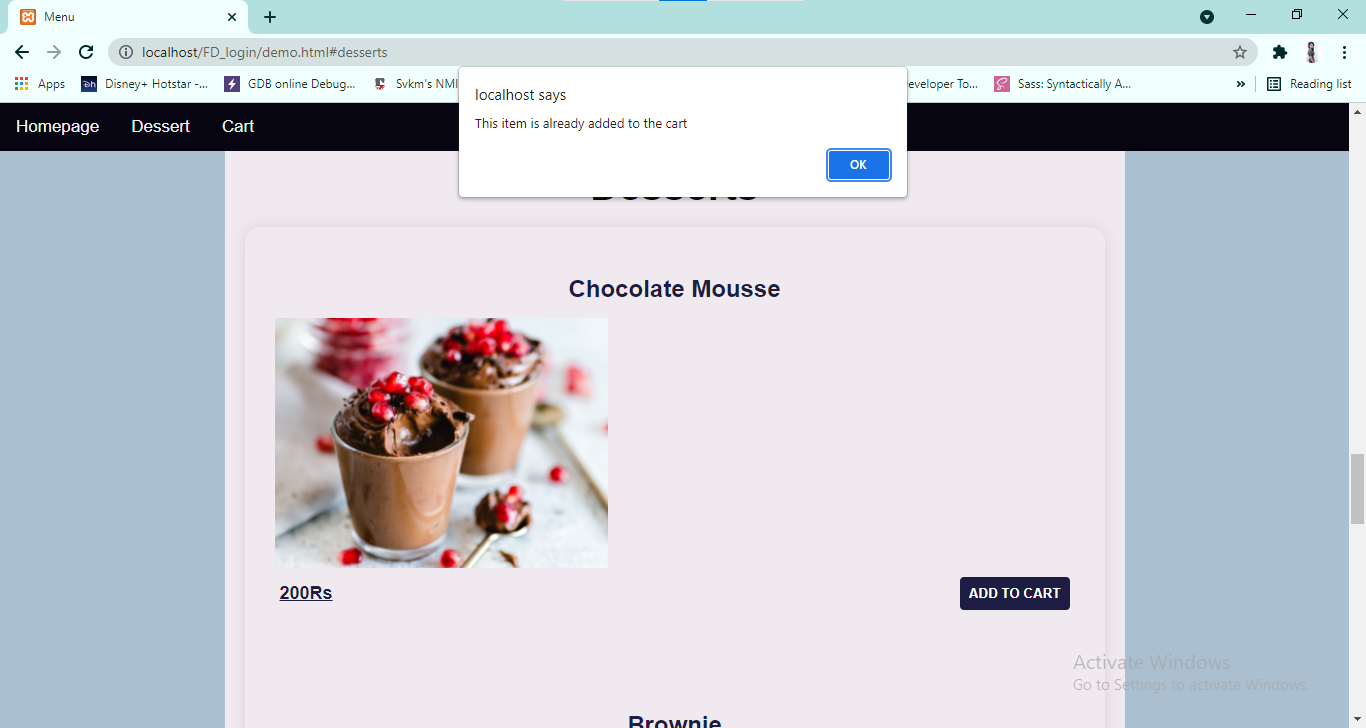 Menu
localhost/FD_login/demo.html#desserts
Apps Disney+ Hotstar -... GDB online Debug... Svkm's NMI eveloper To... Sass: Syntactically A... » Reading list
localhost says
This item is already added to the cart
OK
Homepage Dessert Cart
Desserts
Chocolate Mousse
200Rs ADD TO CART
Activate Windows
Go to Settings to activate Windows.
Brownie